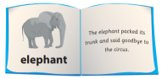 elephant
The elephant packed its
trunk and said goodbye to
the circus.